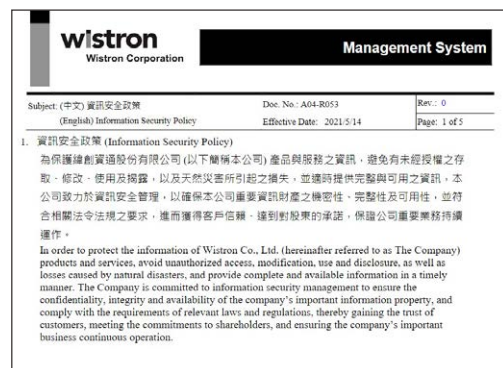 wistron
Wistron Corporation
Management System
Subject: (中文) 資訊安全政策
(English) Information Security Policy
Doc. No.: A04-R053
Effective Date: 2021/5/14
Rev.: 0
Page: 1 of 5
1. 資訊安全政策 (Information Security Policy)
為保護緯創資通股份有限公司 (以下簡稱本公司) 產品與服務之資訊，避免有未經授權之存
取、修改、使用及揭露，以及天然災害所引起之損失，並適時提供完整與可用之資訊，本
公司致力於資訊安全管理，以確保本公司重要資訊財產之機密性、完整性及可用性，並符
合相關法令法規之要求，進而獲得客戶信賴、達到對股東的承諾，保證公司重要業務持續
運作。
In order to protect the information of Wistron Co., Ltd. (hereinafter referred to as The Company)
products and services, avoid unauthorized access, modification, use and disclosure, as well as
losses caused by natural disasters, and provide complete and available information in a timely
manner. The Company is committed to information security management to ensure the
confidentiality, integrity and availability of the company's important information property, and
comply with the requirements of relevant laws and regulations, thereby gaining the trust of
customers, meeting the commitments to shareholders, and ensuring the company's important
business continuous operation.